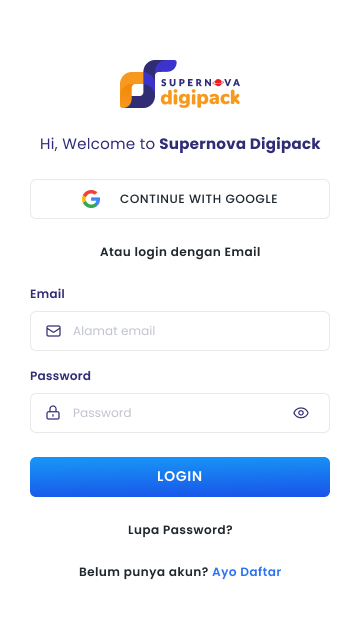 SUPERNOVA
digipack
Hi, Welcome to Supernova Digipack
CONTINUE WITH GOOGLE
Atau login dengan Email
Email
Alamat email
Password
Password
LOGIN
Lupa Password?
Belum punya akun? Ayo Daftar